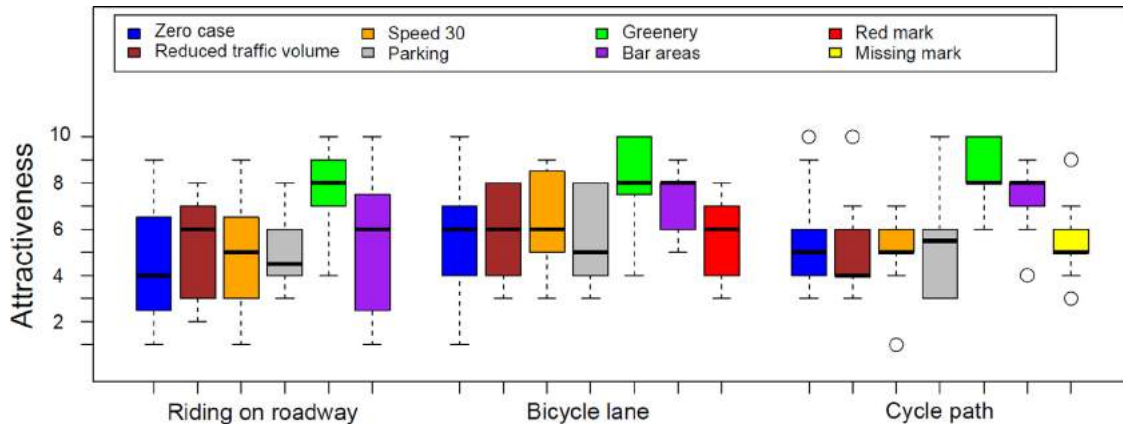 Zero case Speed 30 Greenery Red mark
Reduced traffic volume Parking Bar areas Missing mark
Attractiveness
10
8
6
4
2
Riding on roadway Bicycle lane Cycle path